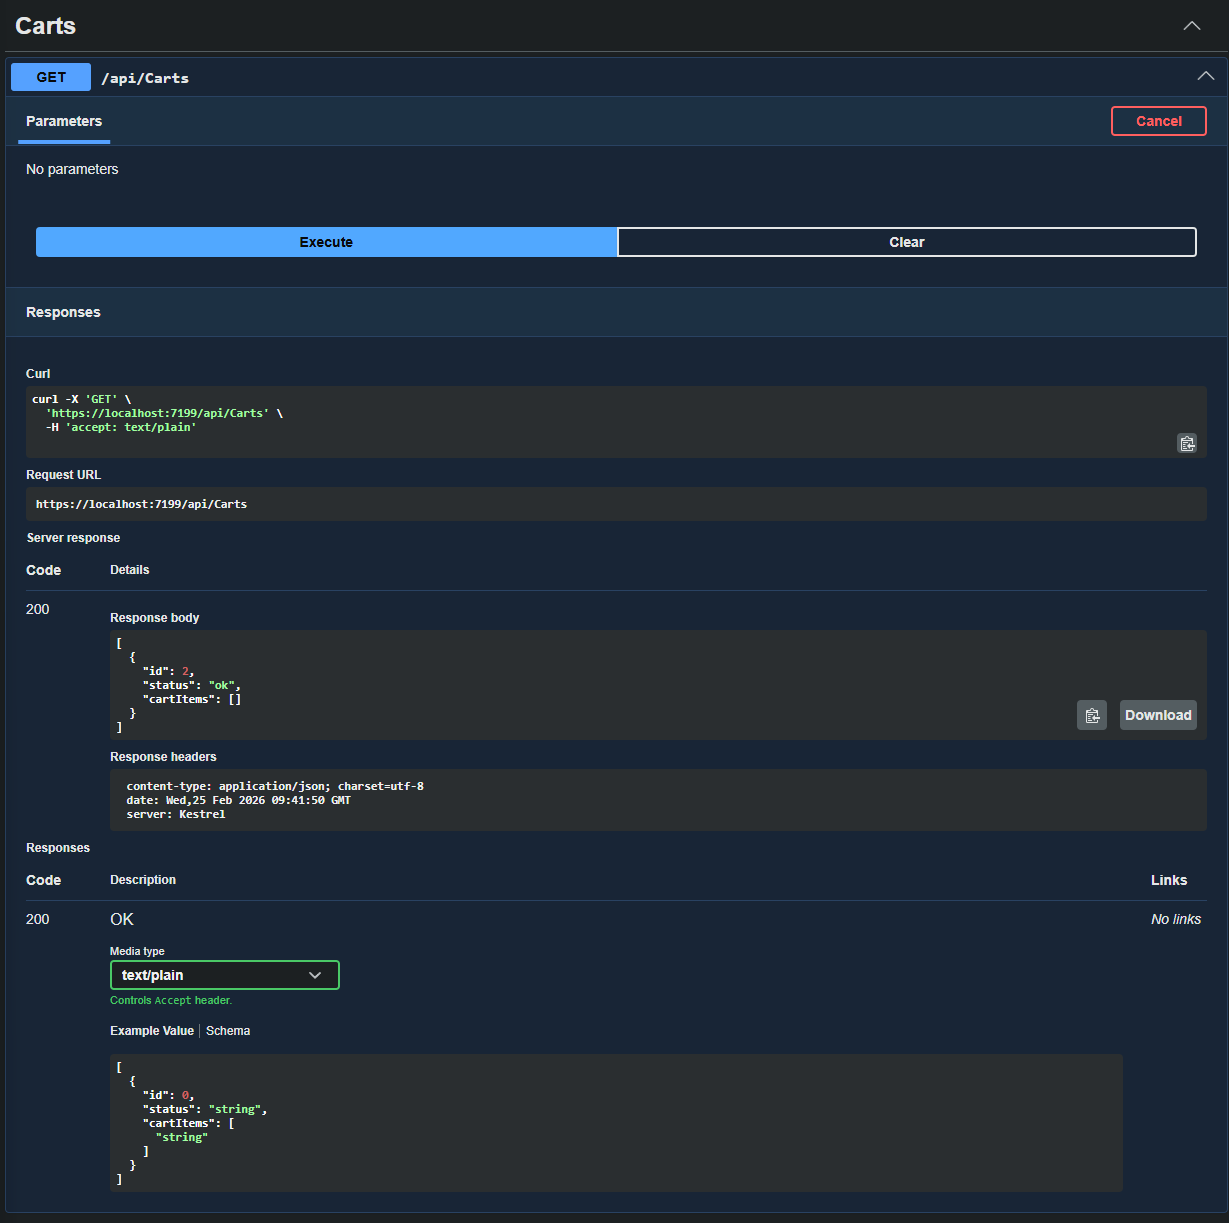 Carts
GET /api/Carts
Parameters Cancel
No parameters
Execute Clear
Responses
Curl
curl -X 'GET' \
  'https://localhost:7199/api/Carts' \
  -H 'accept: text/plain'
Request URL
https://localhost:7199/api/Carts
Server response
Code Details
200
Response body
[
  {
    "id": 2,
    "status": "ok",
    "cartItems": []
  }
]
Download
Response headers
content-type: application/json; charset=utf-8
date: Wed,25 Feb 2026 09:41:50 GMT
server: Kestrel
Responses
Code Description Links
200 OK No links
Media type
text/plain
Controls Accept header.
Example Value | Schema
[
  {
    "id": 0,
    "status": "string",
    "cartItems": [
      "string"
    ]
  }
]